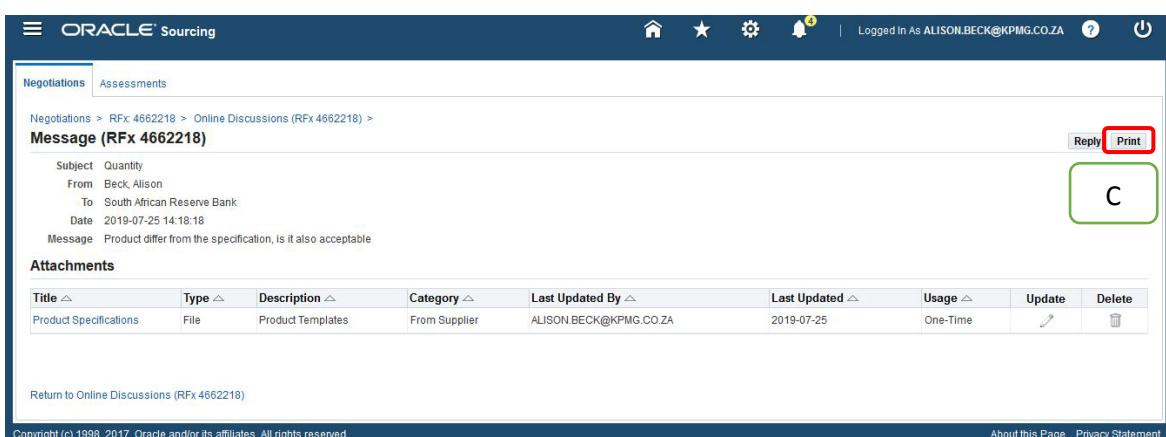 ORACLE Sourcing
4
Logged In As ALISON.BECK@KPMG.CO.ZA ?
Negotiations Assessments
Negotiations > RFx: 4662218 > Online Discussions (RFx 4662218) >
Message (RFx 4662218)
Reply Print
C
Subject Quantity
From Beck, Alison
To South African Reserve Bank
Date 2019-07-25 14:18:18
Message Product differ from the specification, is it also acceptable
Attachments
Title Type Description Category Last Updated By Last Updated Usage Update Delete
Product Specifications File Product Templates From Supplier ALISON.BECK@KPMG.CO.ZA 2019-07-25 One-Time
Return to Online Discussions (RFx 4662218)
Copyright (c) 1998, 2017, Oracle and/or its affiliates. All rights reserved. About this Page Privacy Statement